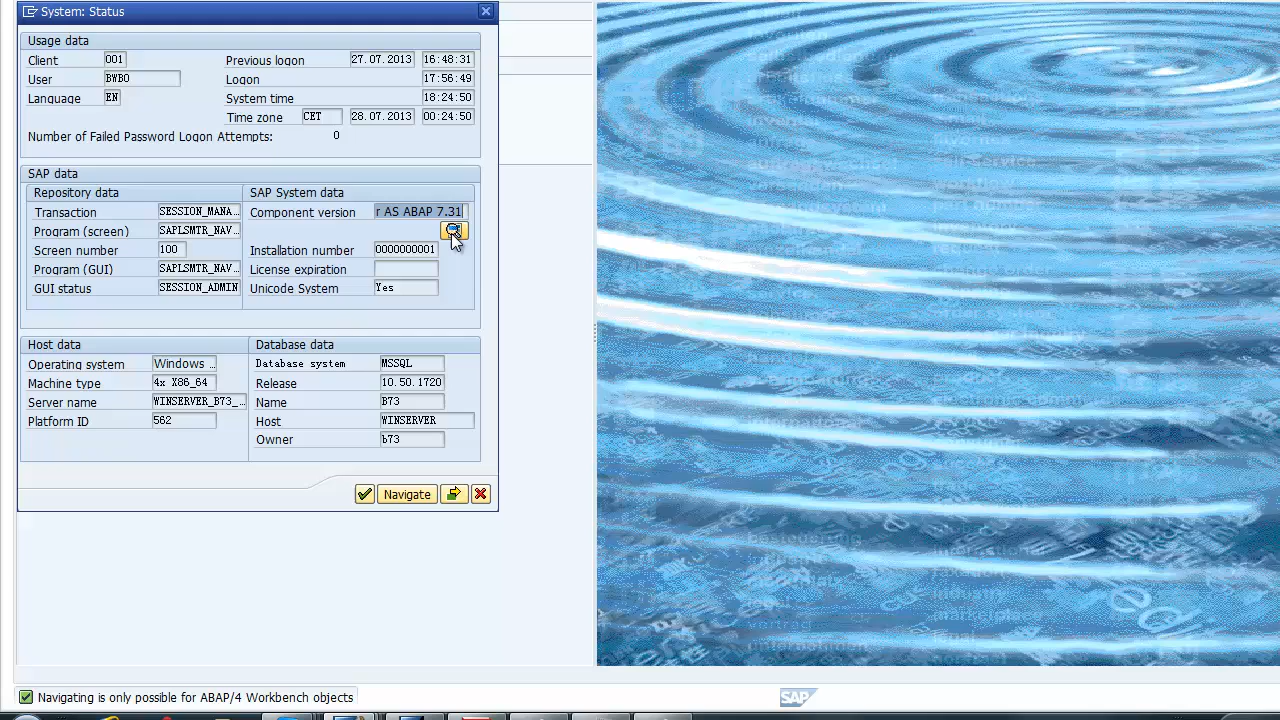 System: Status
Usage data
Client 001 Previous logon 27.07.2013 16:48:31
User BWBO Logon 17:56:49
Language EN System time 18:24:50
Time zone CET 28.07.2013 :24:50
Number of Failed Password Logon Attempts: 0
SAP data
Repository data SAP System data
Transaction SESSION_MANA.. Component version r AS ABAP 7.31
Program (screen) SAPLSMTR_NAV..
Screen number 100 number 0000000001
Program (GUI) SAPLSMTR_NAV.. License expiration
GUI status SESSION_ADMIN Unicode System Yes
Host data Database data
Operating system Windows Database system MSSQL
Machine type 4x X86_64 Release 10.50.1720
Server name WINSERVER_BT3_.. Name BT3
Platform ID 562 Host WINSERVER
Owner bT3
Navigate
Navigating is only possible for ABAP/4 Workbench objects
SAP